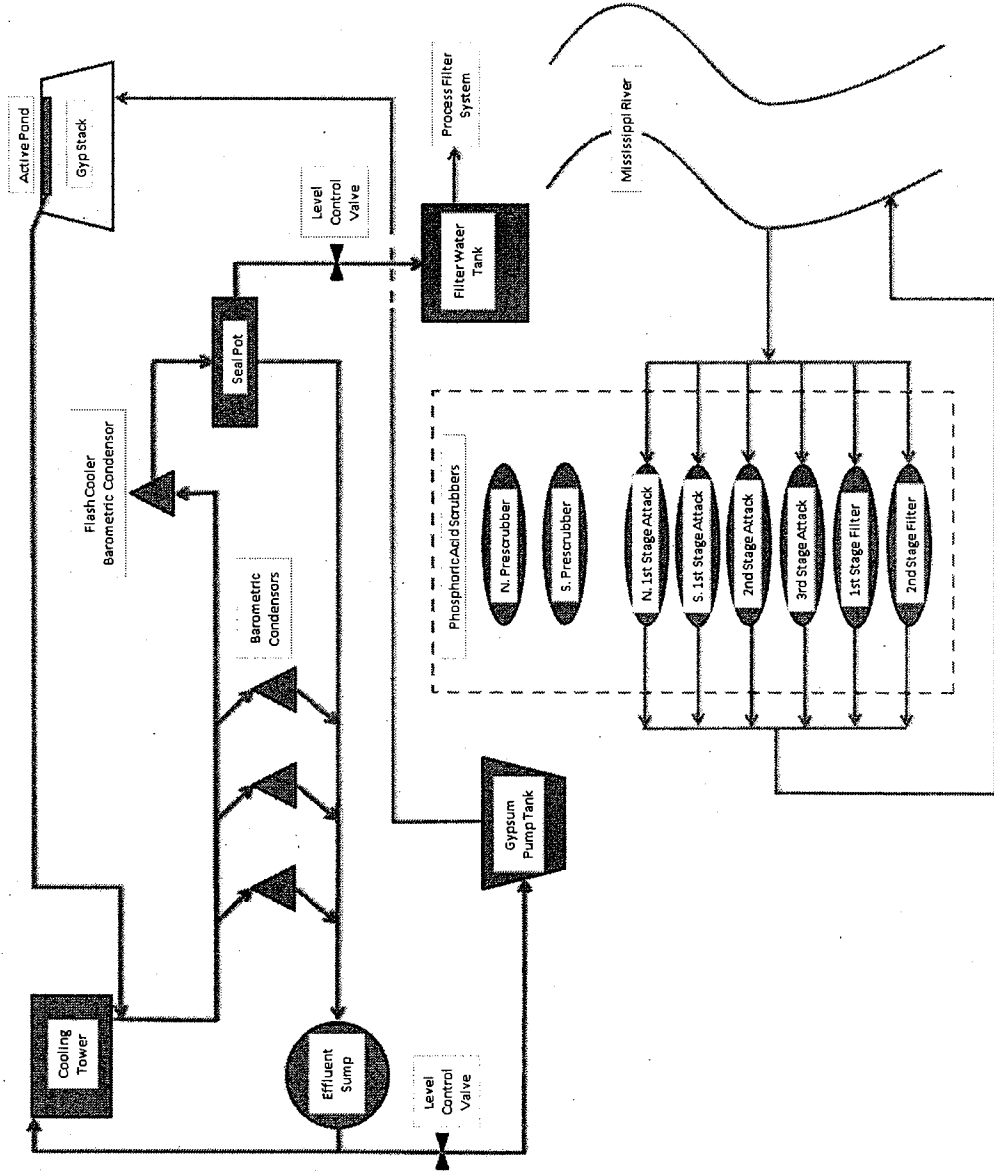 Active Pond
Gyp Stack
Cooling
Tower
Flash Cooler
Barometric Condensor
Barometric
Condensors
Seal Pot
Level
Control
Valve
Effluent
Sump
Level
Control
Valve
Gypsum
Pump Tank
Filter Water
Tank
Process Filter
System
Phosphoric Acid Scrubbers
N. Prescrubber
S. Prescrubber
N. 1st Stage Attack
S. 1st Stage Attack
2nd Stage Attack
3rd Stage Attack
1st Stage Filter
2nd Stage Filter
Mississippi River